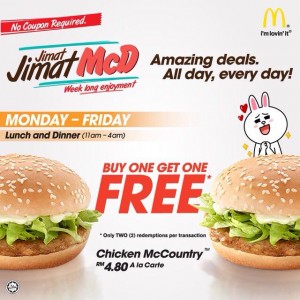 No Coupon Required.
i'm lovin' it®
Jimat
Jimat McD
Week long enjoyment
Amazing deals.
All day, every day!
MONDAY – FRIDAY
Lunch and Dinner (11am – 4am)
BUY ONE GET ONE
FREE*
* Only TWO (2) redemptions per transaction
Chicken McCountry™
RM 4.80 A la Carte